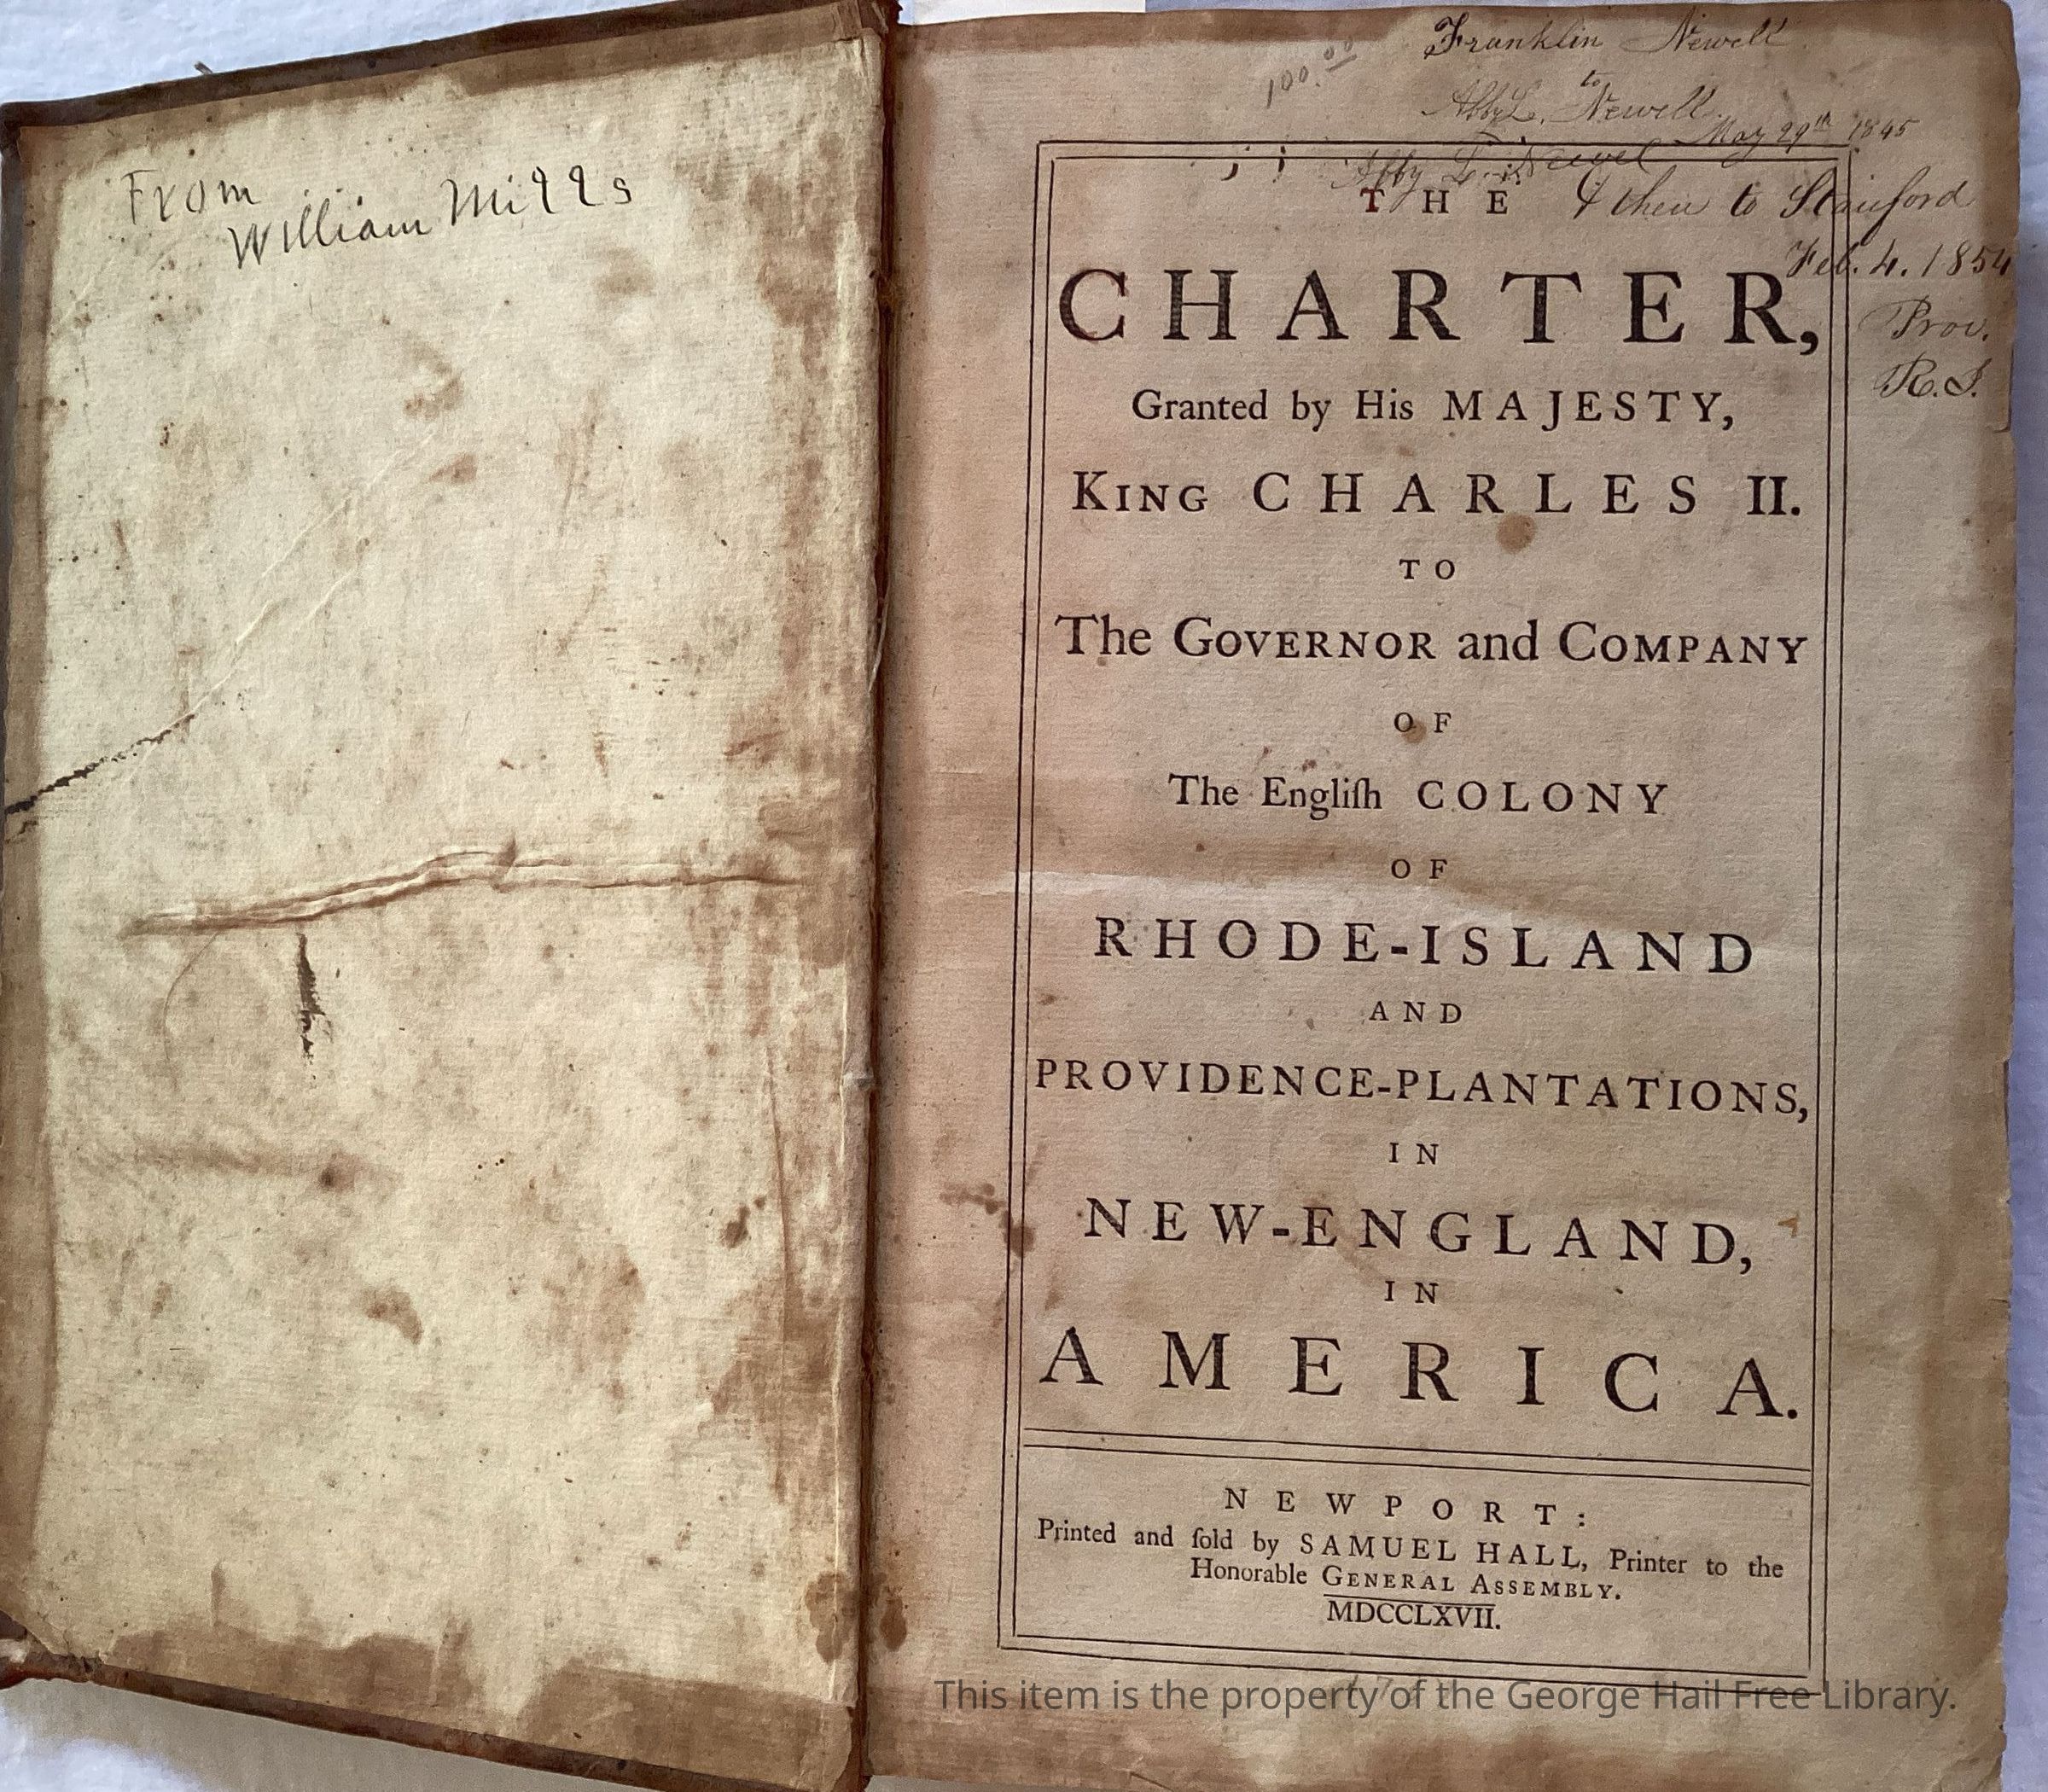 From
William Mills
100.00
Franklin Newell
to
Abby L. Newell
May 29th 1845
Abby L. Newel
& then to Stanford
Feb. 4. 1854
Prov.
R.I.
THE
CHARTER,
Granted by His MAJESTY,
KING CHARLES II.
TO
The GOVERNOR and COMPANY
OF
The Engliſh COLONY
OF
RHODE-ISLAND
AND
PROVIDENCE-PLANTATIONS,
IN
NEW-ENGLAND,
IN
AMERICA.
NEWPORT:
Printed and ſold by SAMUEL HALL, Printer to the
Honorable GENERAL ASSEMBLY.
MDCCLXVII.
This item is the property of the George Hail Free Library.